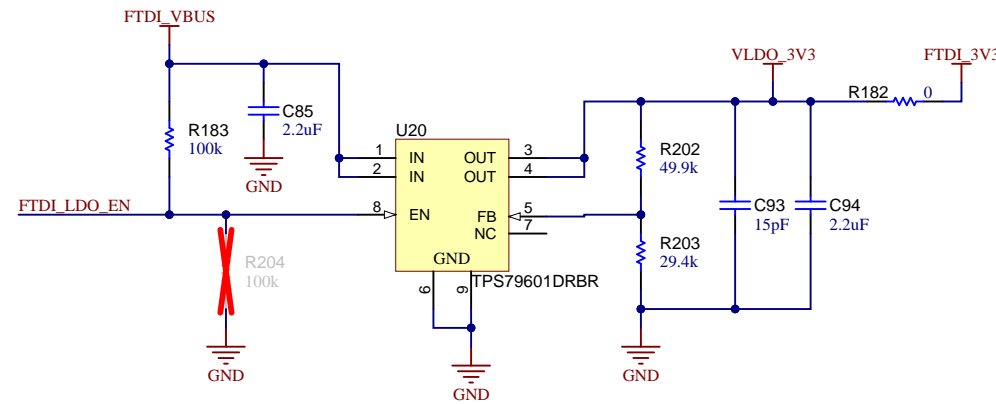 FTDI_VBUS
VLDO_3V3
FTDI_3V3
R182
0
C85
2.2uF
GND
R183
100k
U20
1
IN
OUT
3
2
IN
OUT
4
R202
49.9k
FTDI_LDO_EN
8
EN
FB
5
NC
7
C93
15pF
C94
2.2uF
R204
100k
GND
R203
29.4k
TPS79601DRBR
6
9
GND
GND
GND